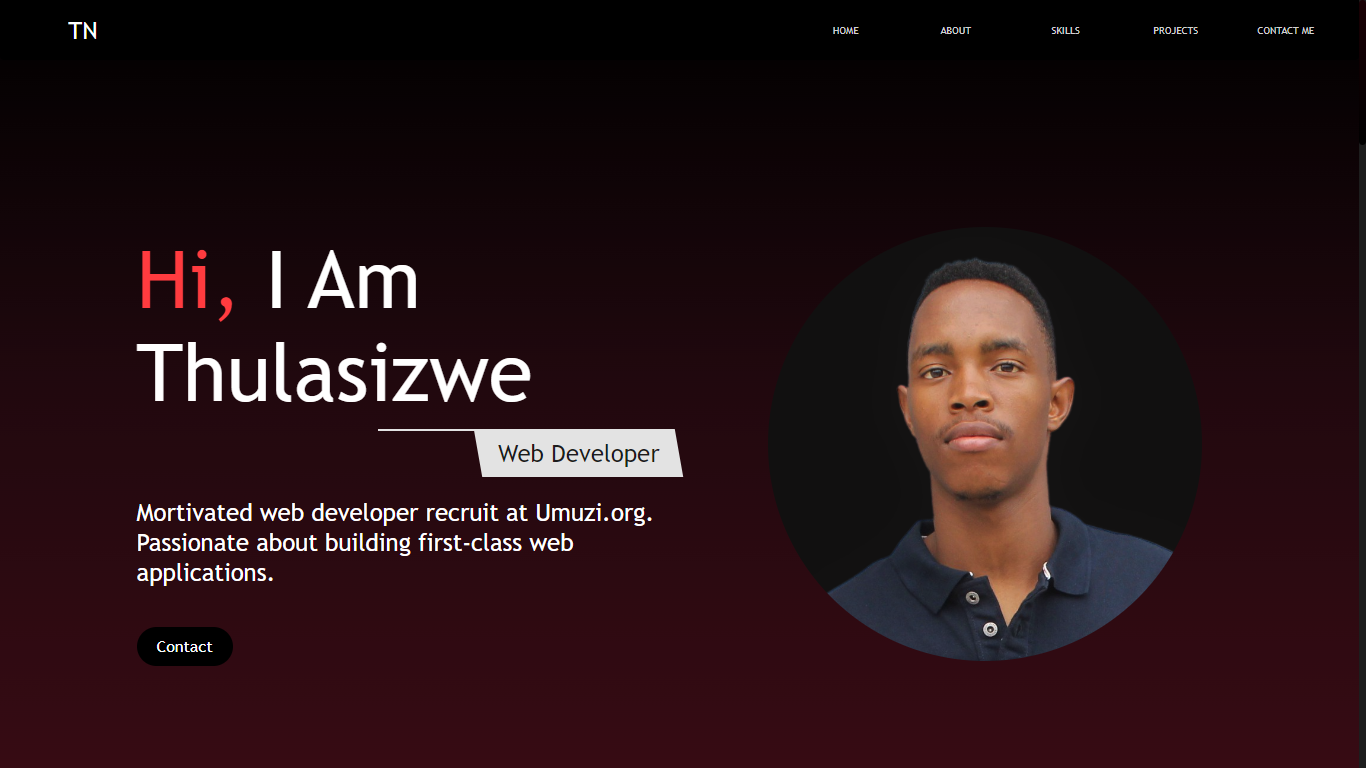 TN
HOME ABOUT SKILLS PROJECTS CONTACT ME
Hi, I Am
Thulasizwe
Web Developer
Mortivated web developer recruit at Umuzi.org.
Passionate about building first-class web
applications.
Contact